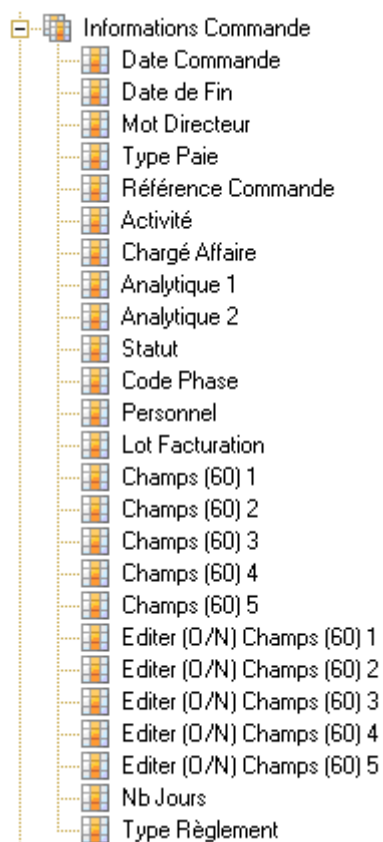 Informations Commande
Date Commande
Date de Fin
Mot Directeur
Type Paie
Référence Commande
Activité
Chargé Affaire
Analytique 1
Analytique 2
Statut
Code Phase
Personnel
Lot Facturation
Champs (60) 1
Champs (60) 2
Champs (60) 3
Champs (60) 4
Champs (60) 5
Editer (O/N) Champs (60) 1
Editer (O/N) Champs (60) 2
Editer (O/N) Champs (60) 3
Editer (O/N) Champs (60) 4
Editer (O/N) Champs (60) 5
Nb Jours
Type Règlement